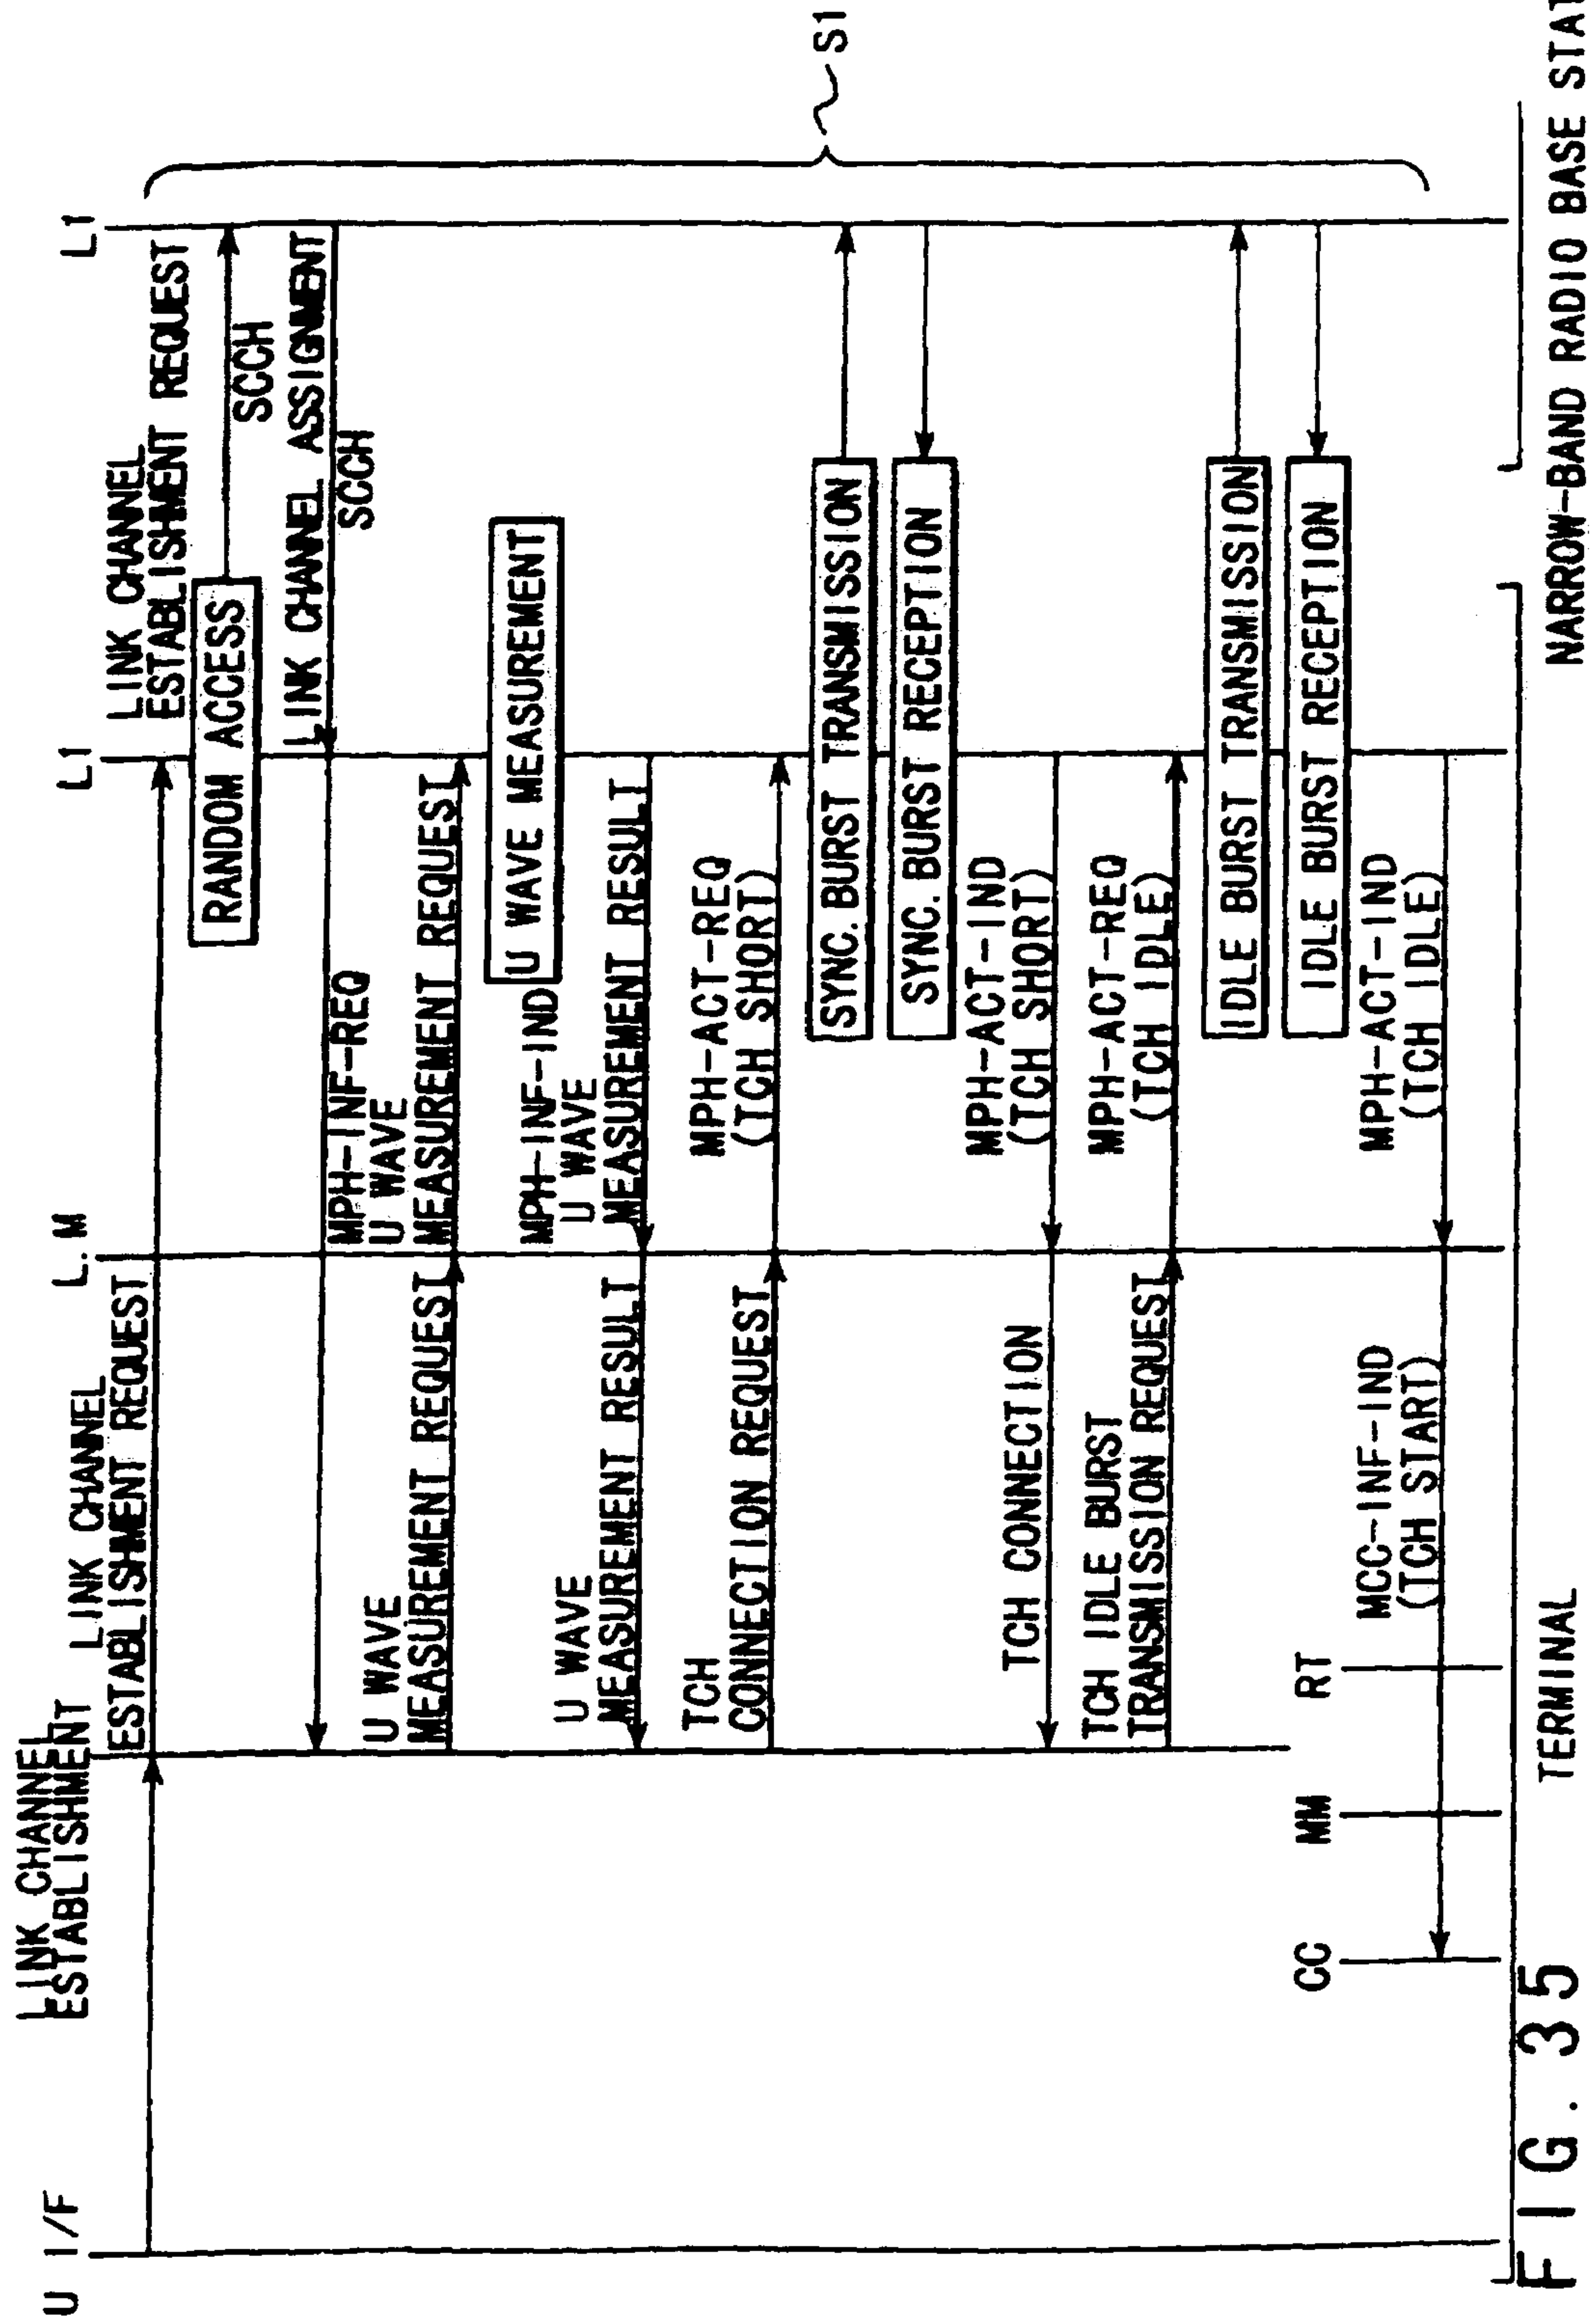 U I/F
LINK CHANNEL
ESTABLISHMENT
LINK CHANNEL
ESTABLISHMENT REQUEST
L. M
L1
LINK CHANNEL
ESTABLISHMENT REQUEST
L1
RANDOM ACCESS
SCCH
LINK CHANNEL ASSIGNMENT
SCCH
U WAVE
MEASUREMENT REQUEST
MPH-INF-REQ
U WAVE
MEASUREMENT REQUEST
U WAVE MEASUREMENT
U WAVE
MEASUREMENT RESULT
MPH-INF-IND
U WAVE
MEASUREMENT RESULT
TCH
CONNECTION REQUEST
MPH-ACT-REQ
(TCH SHORT)
SYNC. BURST TRANSMISSION
SYNC. BURST RECEPTION
S1
TCH CONNECTION
MPH-ACT-IND
(TCH SHORT)
TCH IDLE BURST
TRANSMISSION REQUEST
MPH-ACT-REQ
(TCH IDLE)
IDLE BURST TRANSMISSION
IDLE BURST RECEPTION
CC
MM
RT
MCC-INF-IND
(TCH START)
MPH-ACT-IND
(TCH IDLE)
TERMINAL
NARROW-BAND RADIO BASE STAT
FIG. 35